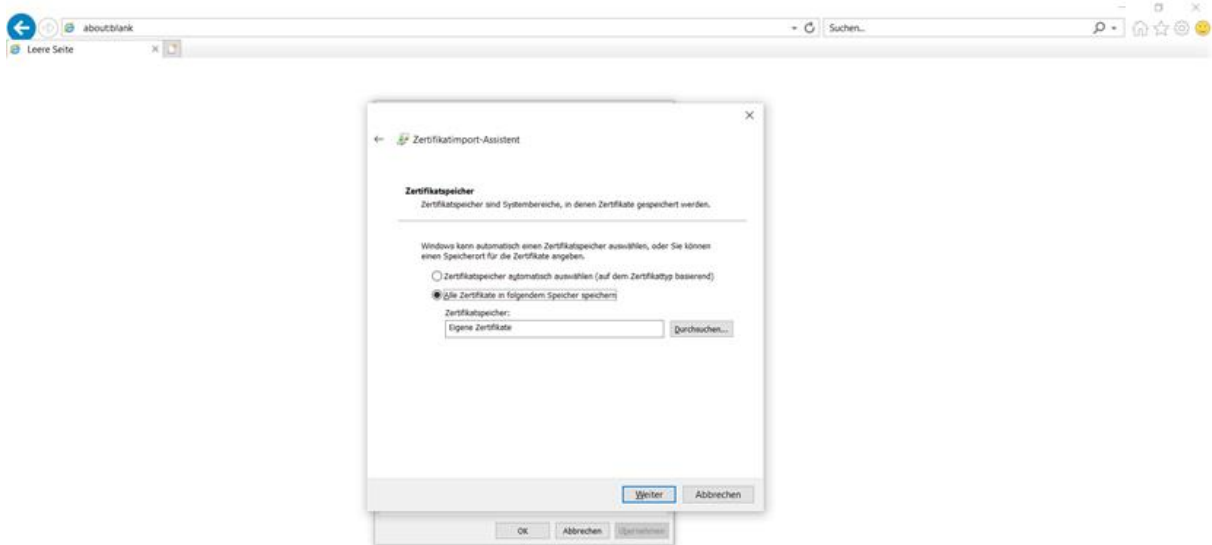 about:blank
Suchen...
Leere Seite
Zertifikatimport-Assistent
Zertifikatspeicher
Zertifikatspeicher sind Systembereiche, in denen Zertifikate gespeichert werden.
Windows kann automatisch einen Zertifikatspeicher auswählen, oder Sie können
einen Speicherort für die Zertifikate angeben.
Zertifikatspeicher automatisch auswählen (auf dem Zertifikattyp basierend)
Alle Zertifikate in folgendem Speicher speichern
Zertifikatspeicher:
Eigene Zertifikate
Durchsuchen...
Weiter
Abbrechen
OK
Abbrechen
Übernehmen